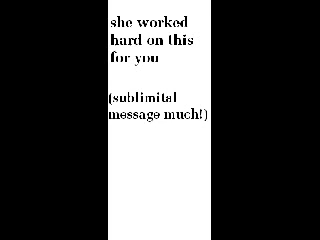 she worked
hard on this
for you
(sublimital
message much!)